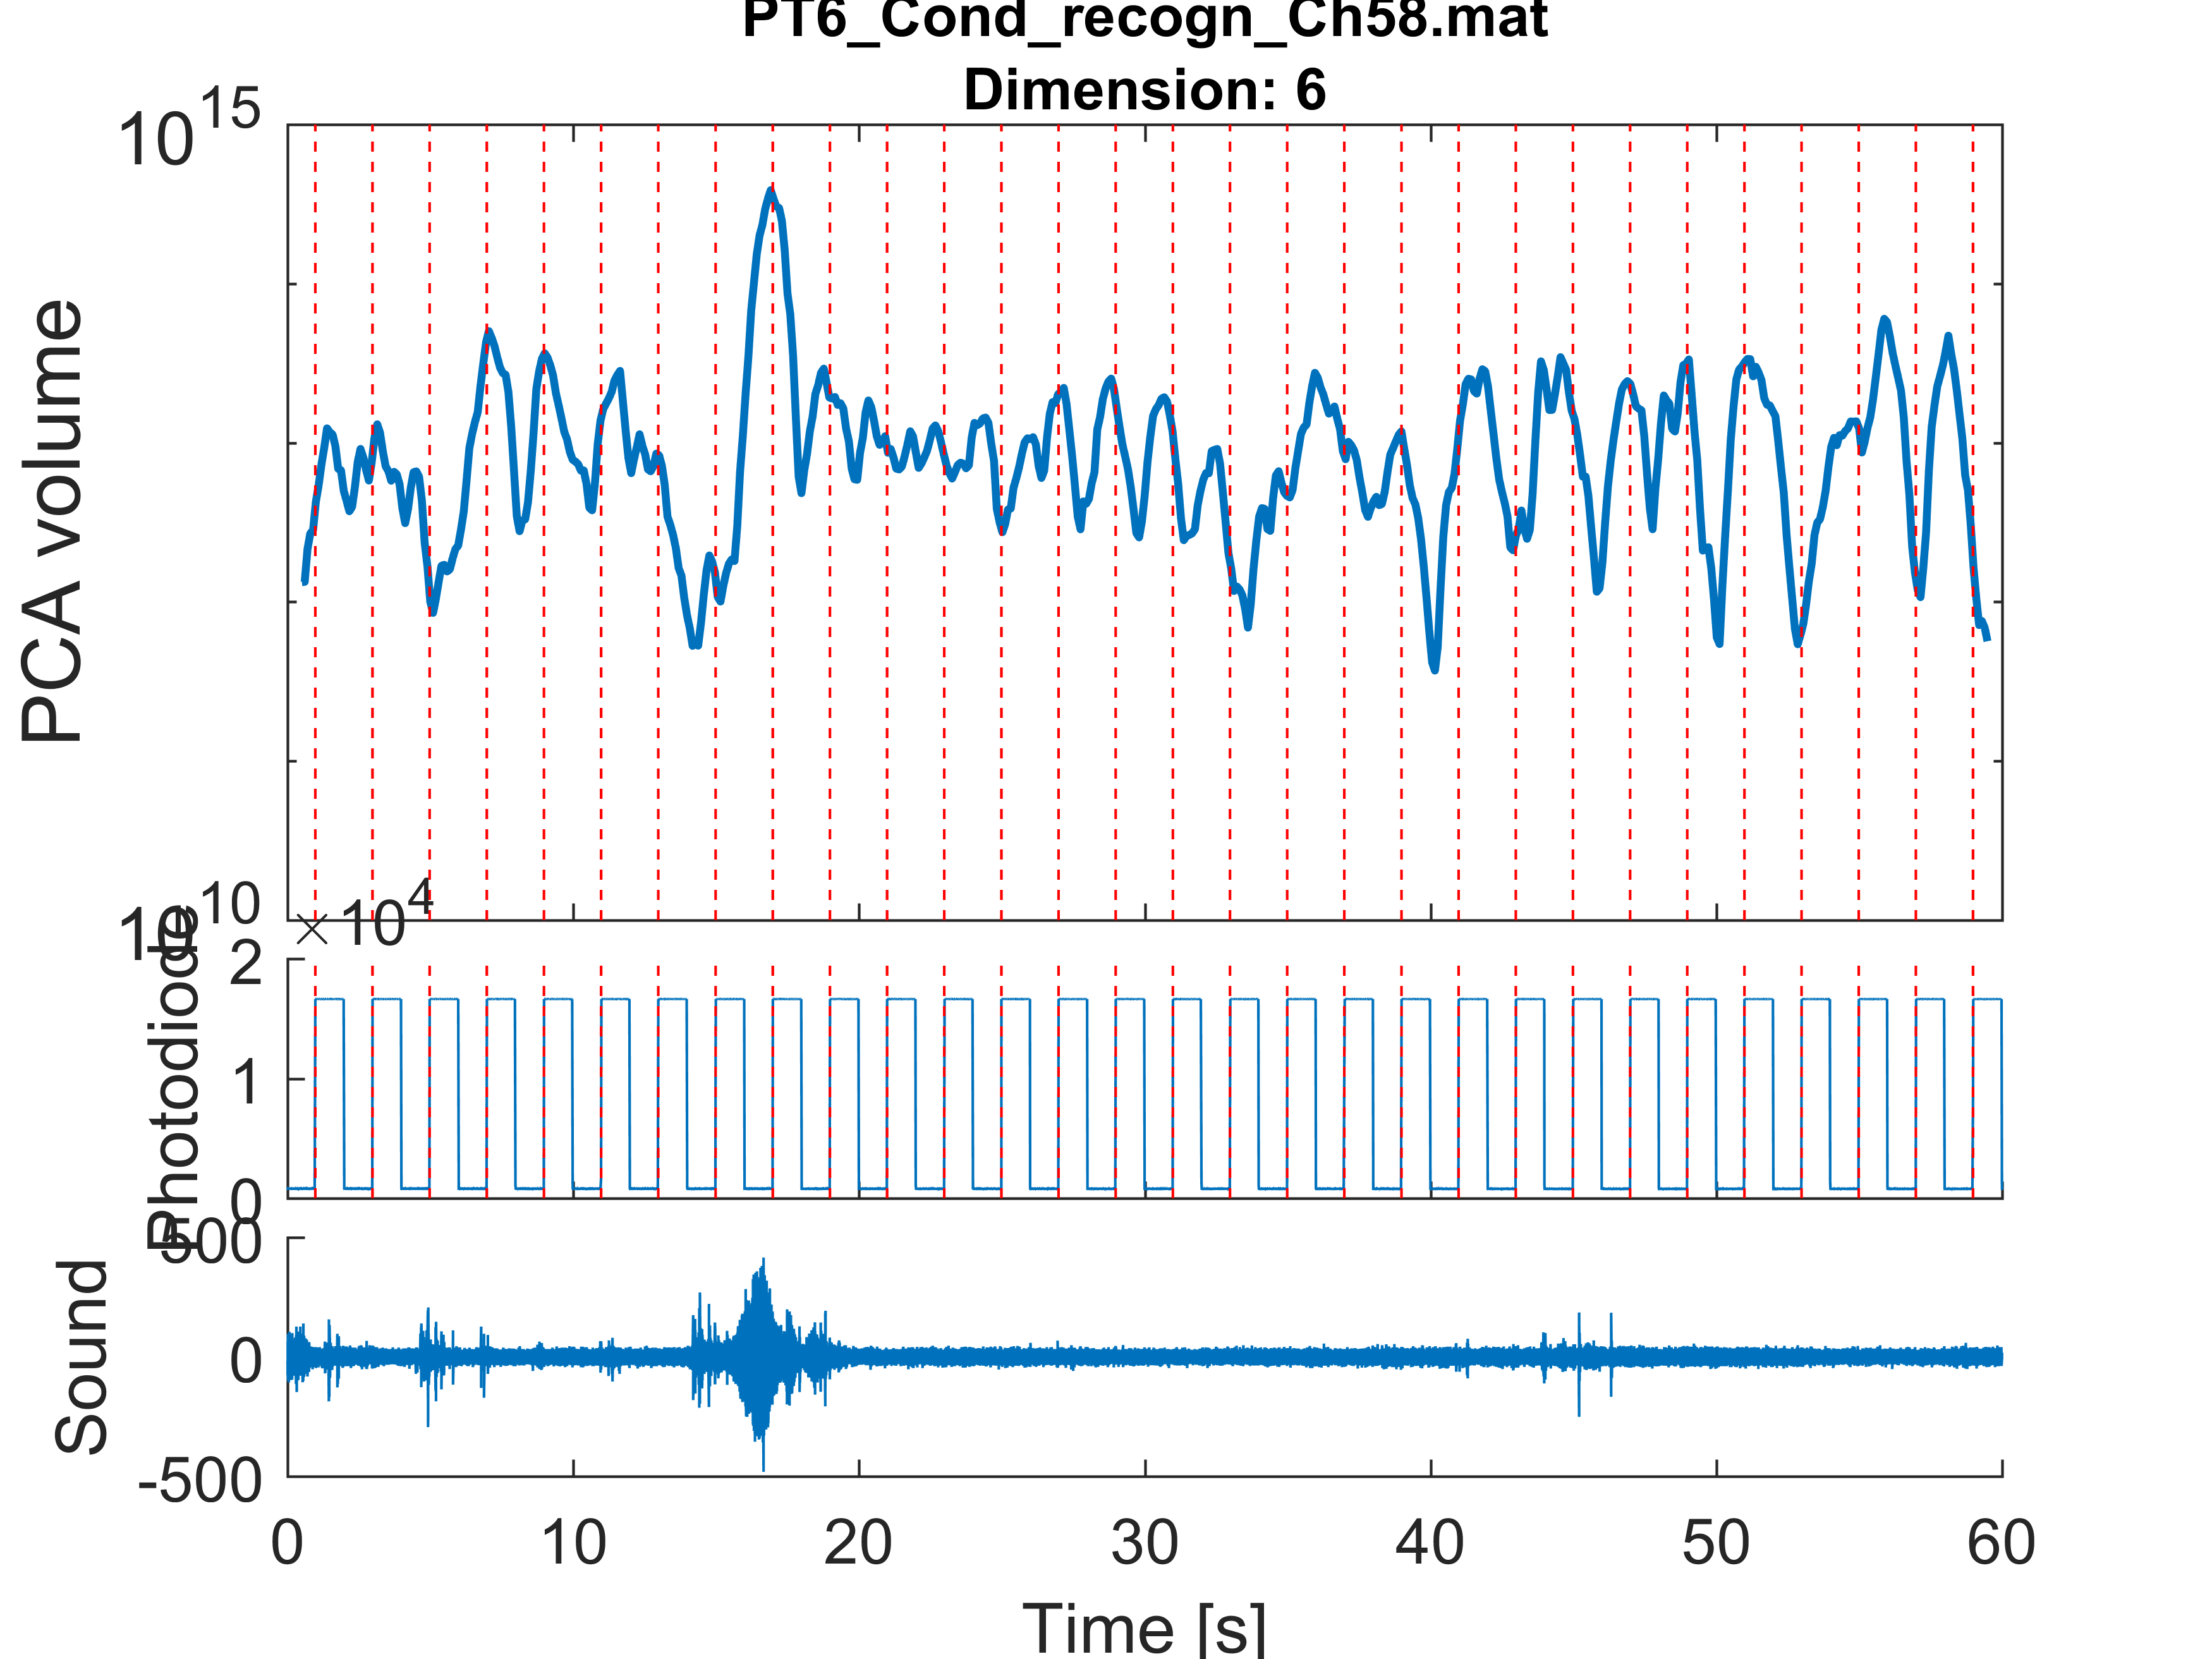 PT6_Cond_recogn_Ch58.mat
Dimension: 6
10^15
PCA volume
10^10
×10^4
2
1
0
Photodiode
500
0
-500
Sound
0 10 20 30 40 50 60
Time [s]